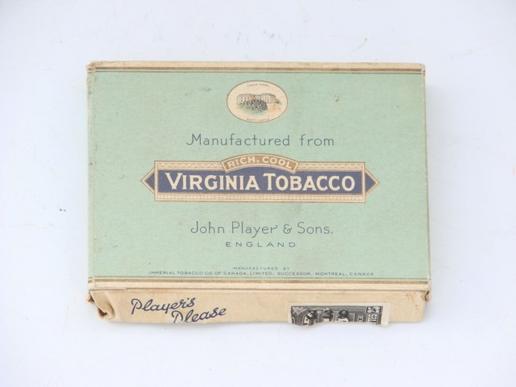 Manufactured from
RICH, COOL
VIRGINIA TOBACCO
John Player & Sons.
ENGLAND
MANUFACTURED BY
IMPERIAL TOBACCO CO. OF CANADA, LIMITED, SUCCESSOR, MONTREAL, CANADA
Player's
Please